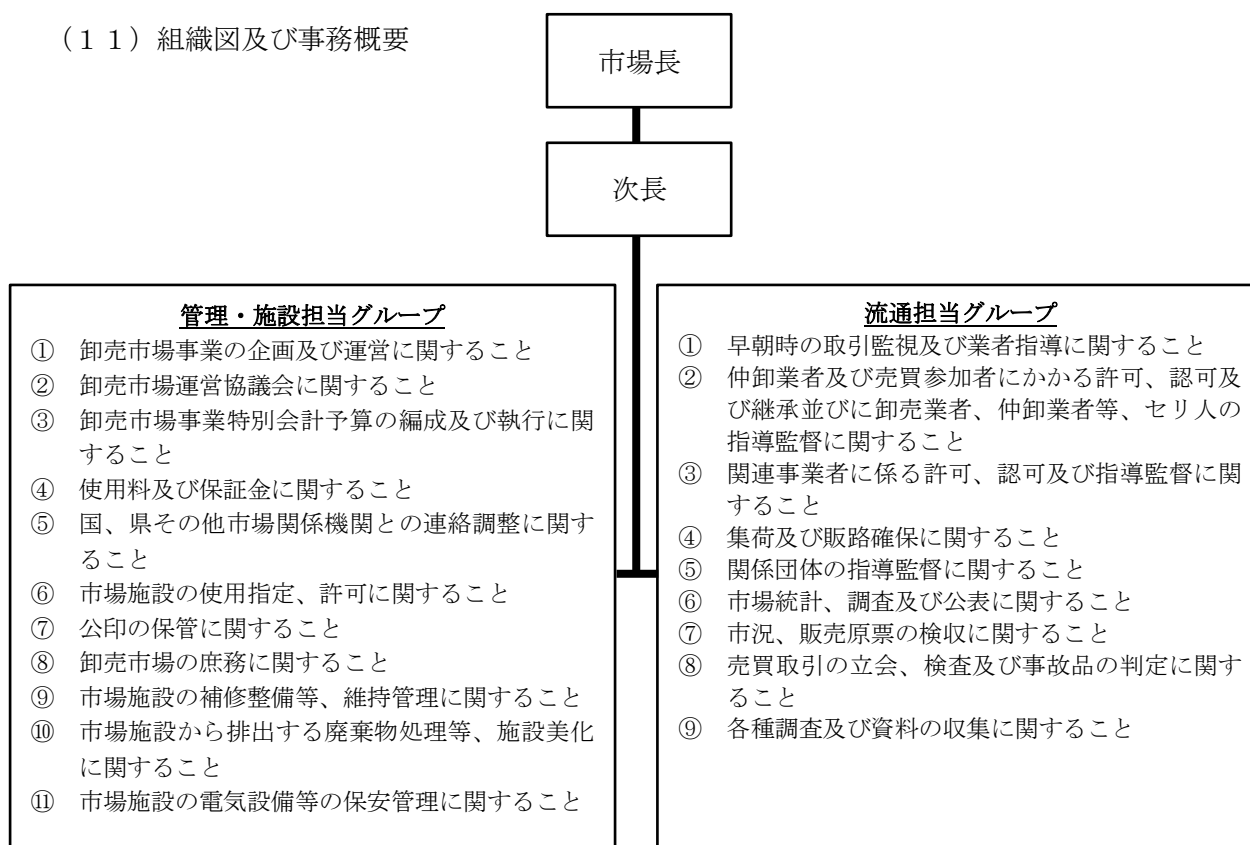 （１１）組織図及び事務概要
市場長
次長
管理・施設担当グループ
①　卸売市場事業の企画及び運営に関すること
②　卸売市場運営協議会に関すること
③　卸売市場事業特別会計予算の編成及び執行に関
すること
④　使用料及び保証金に関すること
⑤　国、県その他市場関係機関との連絡調整に関す
ること
⑥　市場施設の使用指定、許可に関すること
⑦　公印の保管に関すること
⑧　卸売市場の庶務に関すること
⑨　市場施設の補修整備等、維持管理に関すること
⑩　市場施設から排出する廃棄物処理等、施設美化
に関すること
⑪　市場施設の電気設備等の保安管理に関すること
流通担当グループ
①　早朝時の取引監視及び業者指導に関すること
②　仲卸業者及び売買参加者にかかる許可、認可及
び継承並びに卸売業者、仲卸業者等、セリ人の
指導監督に関すること
③　関連事業者に係る許可、認可及び指導監督に関
すること
④　集荷及び販路確保に関すること
⑤　関係団体の指導監督に関すること
⑥　市場統計、調査及び公表に関すること
⑦　市況、販売原票の検収に関すること
⑧　売買取引の立会、検査及び事故品の判定に関す
ること
⑨　各種調査及び資料の収集に関すること